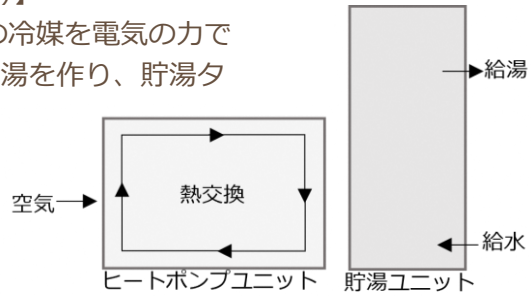 の冷媒を電気の力で
湯を作り、貯湯タ
給湯
熱交換
空気
給水
ヒートポンプユニット
貯湯ユニット